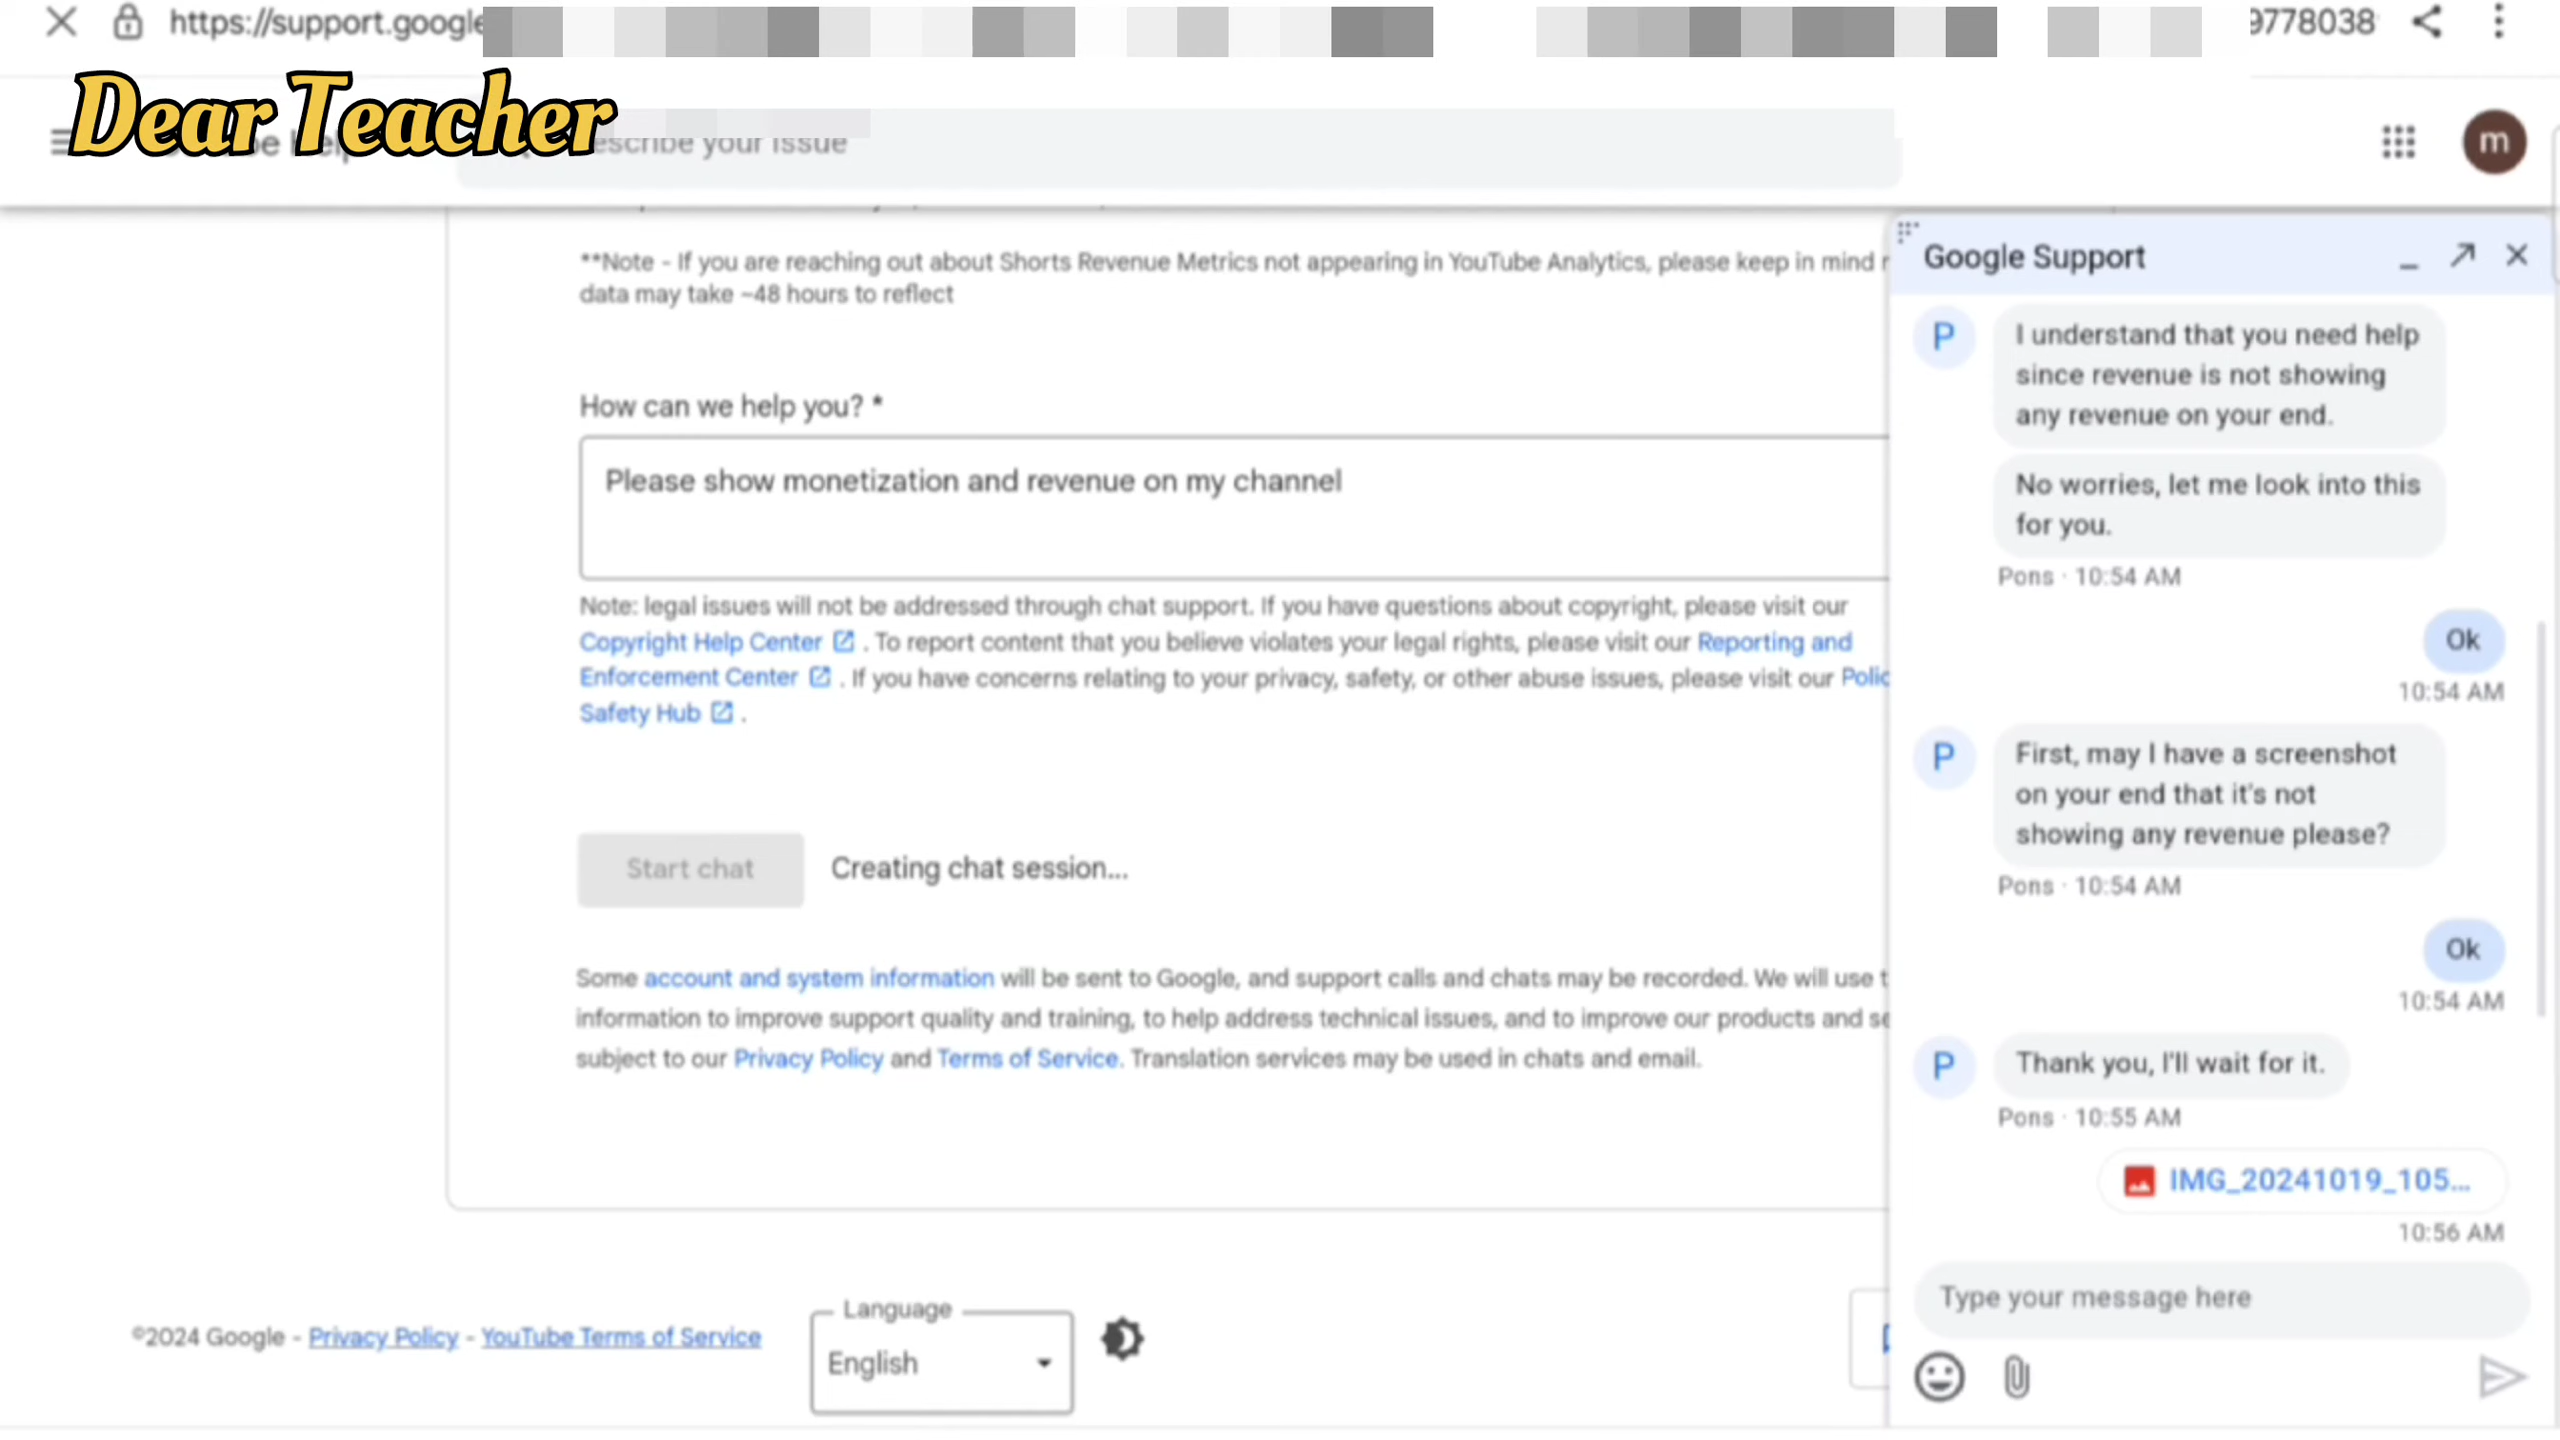 https://support.google
9778038
Dear Teacher
escribe your issue
m
**Note - If you are reaching out about Shorts Revenue Metrics not appearing in YouTube Analytics, please keep in mind
data may take ~48 hours to reflect
How can we help you? *
Please show monetization and revenue on my channel
Note: legal issues will not be addressed through chat support. If you have questions about copyright, please visit our
Copyright Help Center . To report content that you believe violates your legal rights, please visit our Reporting and
Enforcement Center . If you have concerns relating to your privacy, safety, or other abuse issues, please visit our Polic
Safety Hub .
Start chat Creating chat session...
Some account and system information will be sent to Google, and support calls and chats may be recorded. We will use t
information to improve support quality and training, to help address technical issues, and to improve our products and se
subject to our Privacy Policy and Terms of Service. Translation services may be used in chats and email.
©2024 Google - Privacy Policy - YouTube Terms of Service
Language
English
Google Support
P
I understand that you need help
since revenue is not showing
any revenue on your end.
No worries, let me look into this
for you.
Pons · 10:54 AM
Ok
10:54 AM
P
First, may I have a screenshot
on your end that it's not
showing any revenue please?
Pons · 10:54 AM
Ok
10:54 AM
P
Thank you, I'll wait for it.
Pons · 10:55 AM
IMG_20241019_105...
10:56 AM
Type your message here